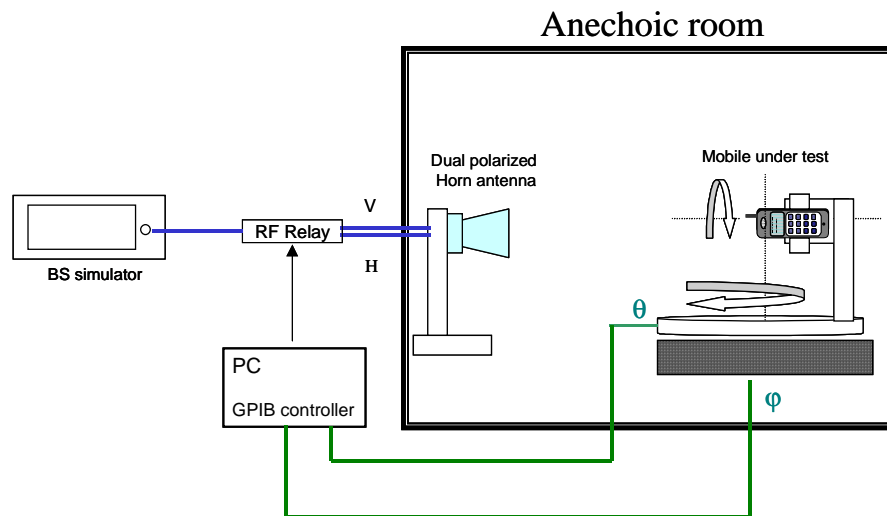 Anechoic room
Dual polarized
Horn antenna
Mobile under test
V
RF Relay
H
BS simulator
θ
PC
GPIB controller
φ